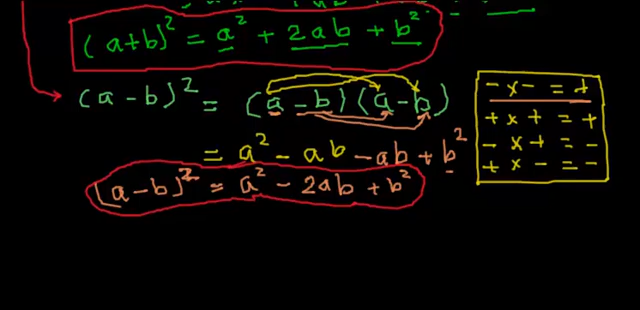 (a+b)² = a² + 2ab + b²
(a-b)² = (a-b)(a-b)
= a² - ab - ab + b²
(a-b)² = a² - 2ab + b²
- x - = +
+ x + = +
- x + = -
+ x - = -